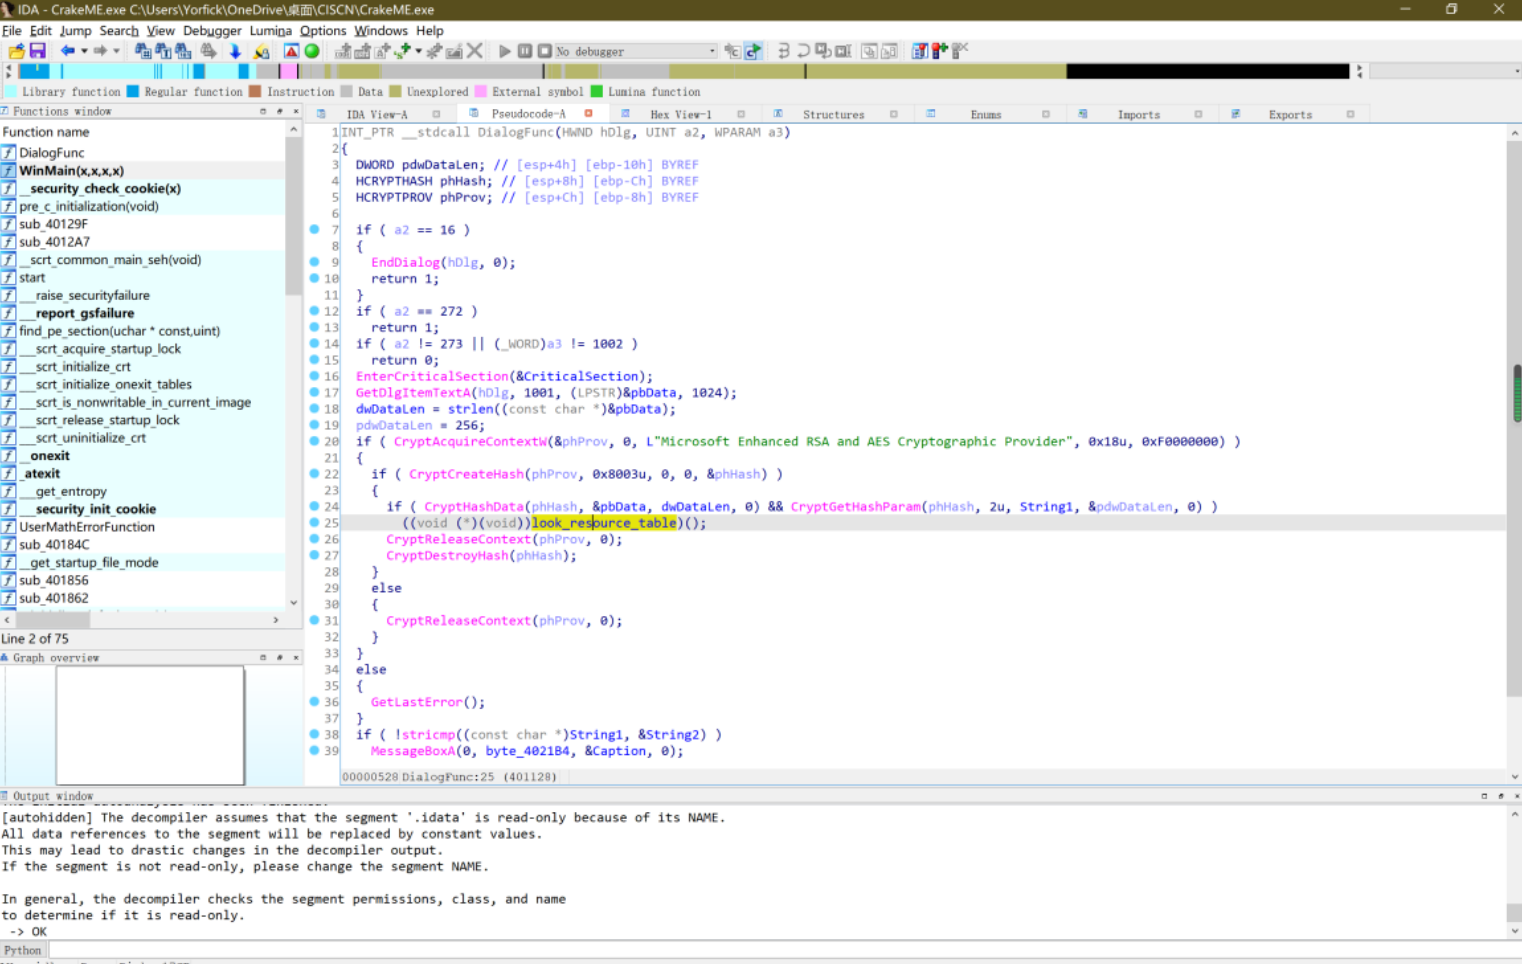 IDA - CrakeME.exe C:\Users\Yorfick\OneDrive\桌面\CISCN\CrakeME.exe
File Edit Jump Search View Debugger Lumina Options Windows Help
No debugger
Library function Regular function Instruction Data Unexplored External symbol Lumina function
Functions window
IDA View-A Pseudocode-A Hex View-1 Structures Enums Imports Exports
Function name
DialogFunc
WinMain(x,x,x,x)
__security_check_cookie(x)
pre_c_initialization(void)
sub_40129F
sub_4012A7
__scrt_common_main_seh(void)
start
___raise_securityfailure
___report_gsfailure
find_pe_section(uchar * const,uint)
___scrt_acquire_startup_lock
___scrt_initialize_crt
___scrt_initialize_onexit_tables
___scrt_is_nonwritable_in_current_image
___scrt_release_startup_lock
___scrt_uninitialize_crt
__onexit
_atexit
___get_entropy
___security_init_cookie
UserMathErrorFunction
sub_40184C
__get_startup_file_mode
sub_401856
sub_401862
Line 2 of 75
Graph overview
1 INT_PTR __stdcall DialogFunc(HWND hDlg, UINT a2, WPARAM a3)
2 {
3 DWORD pdwDataLen; // [esp+4h] [ebp-10h] BYREF
4 HCRYPTHASH phHash; // [esp+8h] [ebp-Ch] BYREF
5 HCRYPTPROV phProv; // [esp+Ch] [ebp-8h] BYREF
6
7 if ( a2 == 16 )
8 {
9 EndDialog(hDlg, 0);
10 return 1;
11 }
12 if ( a2 == 272 )
13 return 1;
14 if ( a2 != 273 || (_WORD)a3 != 1002 )
15 return 0;
16 EnterCriticalSection(&CriticalSection);
17 GetDlgItemTextA(hDlg, 1001, (LPSTR)&pbData, 1024);
18 dwDataLen = strlen((const char *)&pbData);
19 pdwDataLen = 256;
20 if ( CryptAcquireContextW(&phProv, 0, L"Microsoft Enhanced RSA and AES Cryptographic Provider", 0x18u, 0xF0000000) )
21 {
22 if ( CryptCreateHash(phProv, 0x8003u, 0, 0, &phHash) )
23 {
24 if ( CryptHashData(phHash, &pbData, dwDataLen, 0) && CryptGetHashParam(phHash, 2u, String1, &pdwDataLen, 0) )
25 ((void (*)(void))look_resource_table)();
26 CryptReleaseContext(phProv, 0);
27 CryptDestroyHash(phHash);
28 }
29 else
30 {
31 CryptReleaseContext(phProv, 0);
32 }
33 }
34 else
35 {
36 GetLastError();
37 }
38 if ( !stricmp((const char *)String1, &String2) )
39 MessageBoxA(0, byte_4021B4, &Caption, 0);
00000528 DialogFunc:25 (401128)
Output window
[autohidden] The decompiler assumes that the segment '.idata' is read-only because of its NAME.
All data references to the segment will be replaced by constant values.
This may lead to drastic changes in the decompiler output.
If the segment is not read-only, please change the segment NAME.
In general, the decompiler checks the segment permissions, class, and name
to determine if it is read-only.
-> OK
Python